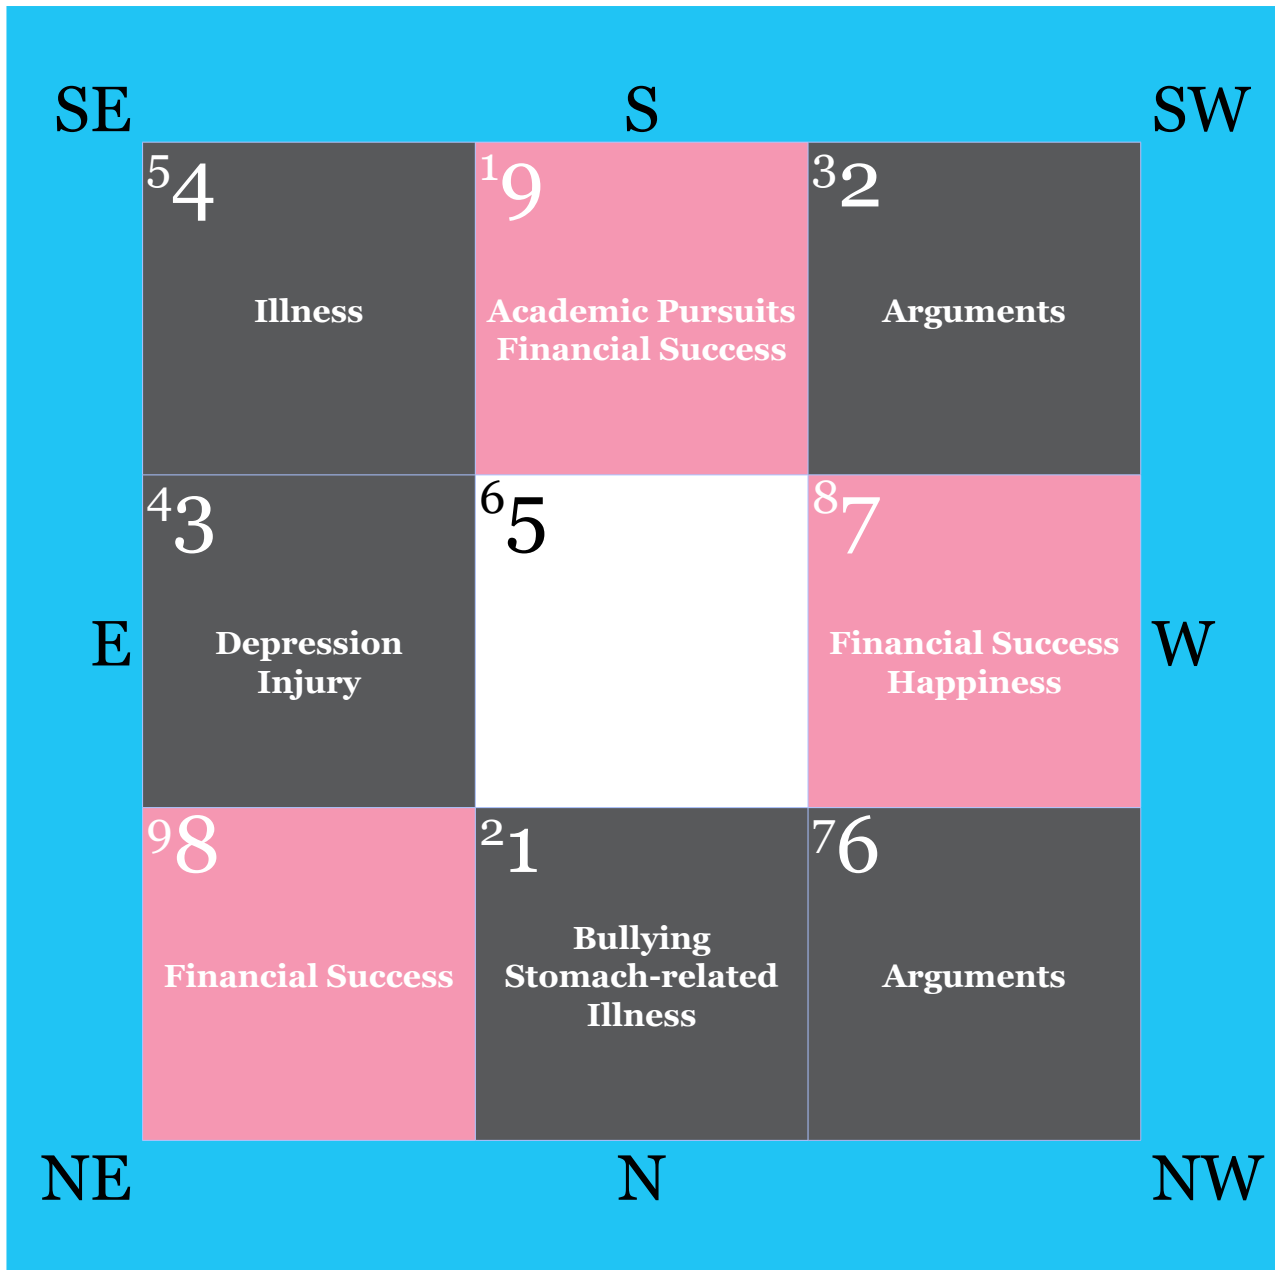 SE S SW
⁵4 ¹9 ³2
Illness
Academic Pursuits
Financial Success
Arguments
E
⁴3 ⁶5 ⁸7
Depression
Injury
Financial Success
Happiness
W
⁹8 ²1 ⁷6
Financial Success
Bullying
Stomach-related
Illness
Arguments
NE N NW